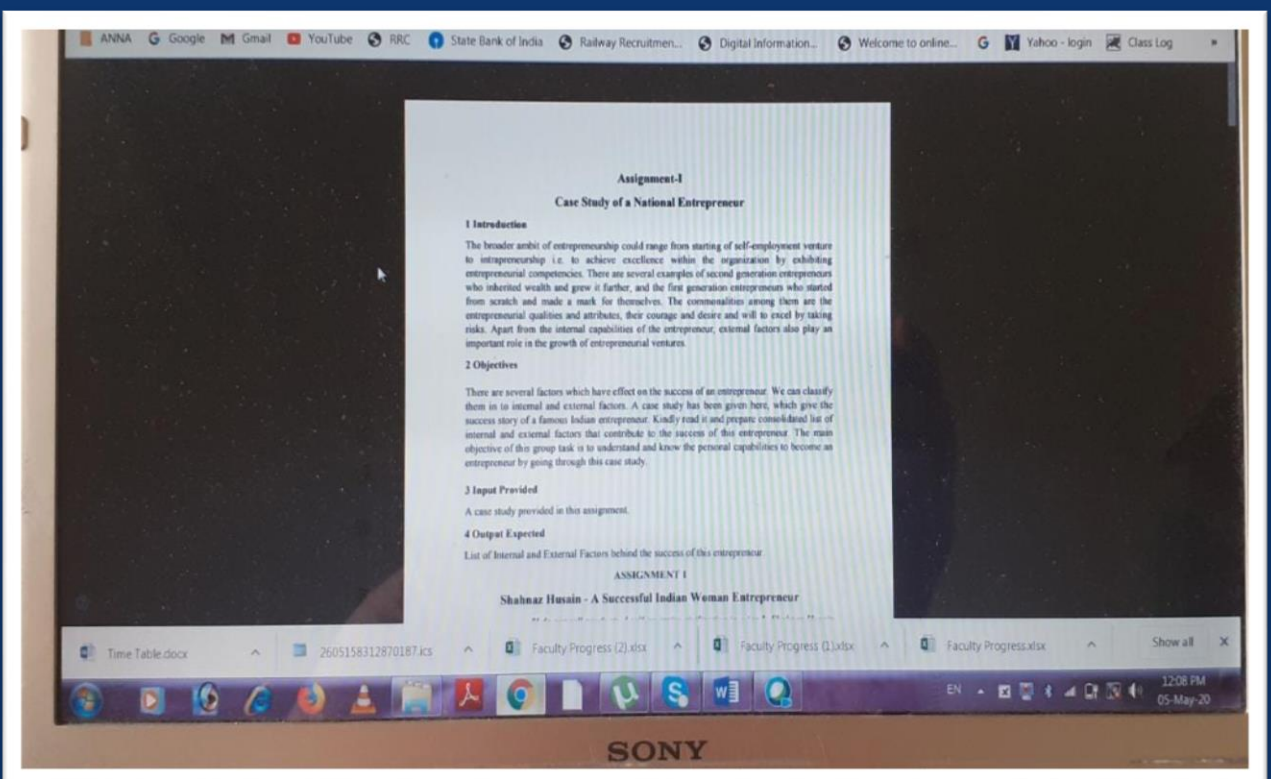 ANNA Google Gmail YouTube RRC State Bank of India Railway Recruitmen... Digital Information... Welcome to online... Yahoo - login Class Log »
Assignment-I
Case Study of a National Entrepreneur
1 Introduction
The broader ambit of entrepreneurship could range from starting of self-employment venture
to intrapreneurship i.e. to achieve excellence within the organization by exhibiting
entrepreneurial competencies. There are several examples of second generation entrepreneurs
who inherited wealth and grew it further, and the first generation entrepreneurs who started
from scratch and made a mark for themselves. The commonalities among them are the
entrepreneurial qualities and attributes, their courage and desire and will to excel by taking
risks. Apart from the internal capabilities of the entrepreneur, external factors also play an
important role in the growth of entrepreneurial ventures.
2 Objectives
There are several factors which have effect on the success of an entrepreneur. We can classify
them in to internal and external factors. A case study has been given here, which give the
success story of a famous Indian entrepreneur. Kindly read it and prepare consolidated list of
internal and external factors that contribute to the success of this entrepreneur. The main
objective of this group task is to understand and know the personal capabilities to become an
entrepreneur by going through this case study.
3 Input Provided
A case study provided in this assignment.
4 Output Expected
List of Internal and External Factors behind the success of this entrepreneur
ASSIGNMENT I
Shahnaz Husain - A Successful Indian Woman Entrepreneur
Time Table.docx 2605158312870187.ics Faculty Progress (2).xlsx Faculty Progress (1).xlsx Faculty Progress.xlsx Show all X
EN 12:08 PM
05-May-20
SONY